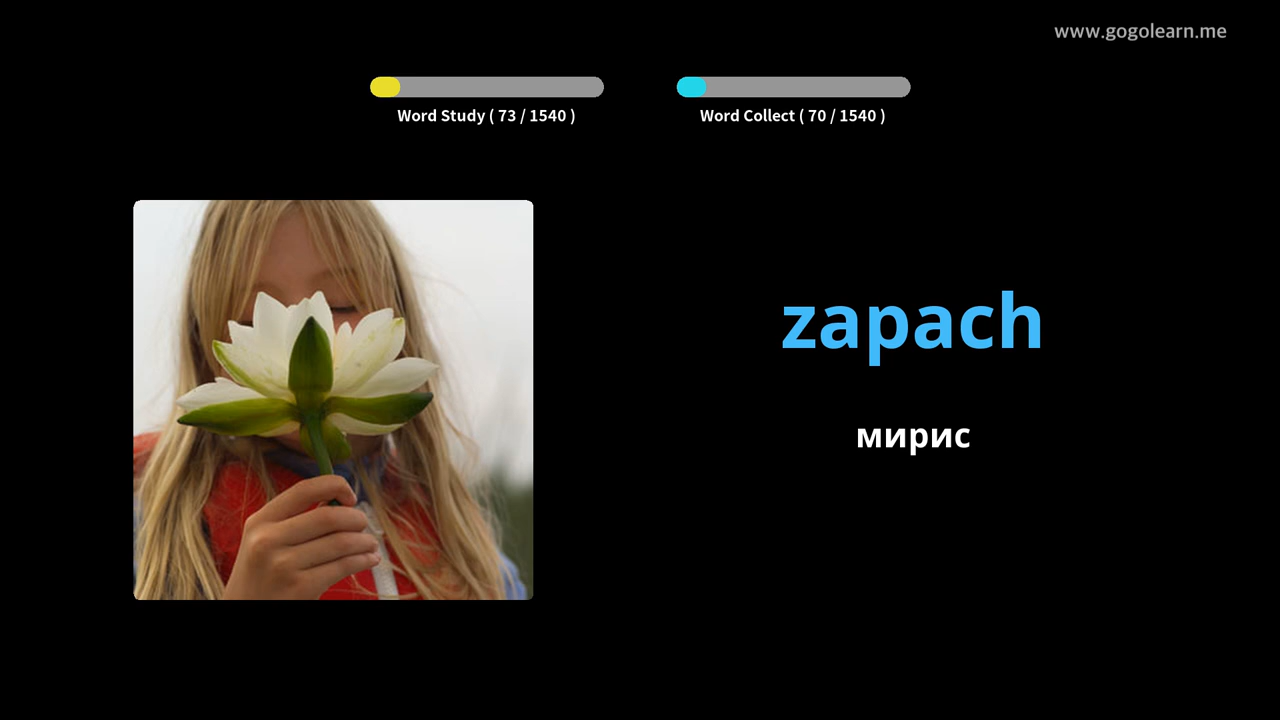 www.gogolearn.me
Word Study ( 73 / 1540 )
Word Collect ( 70 / 1540 )
zapach
мирис